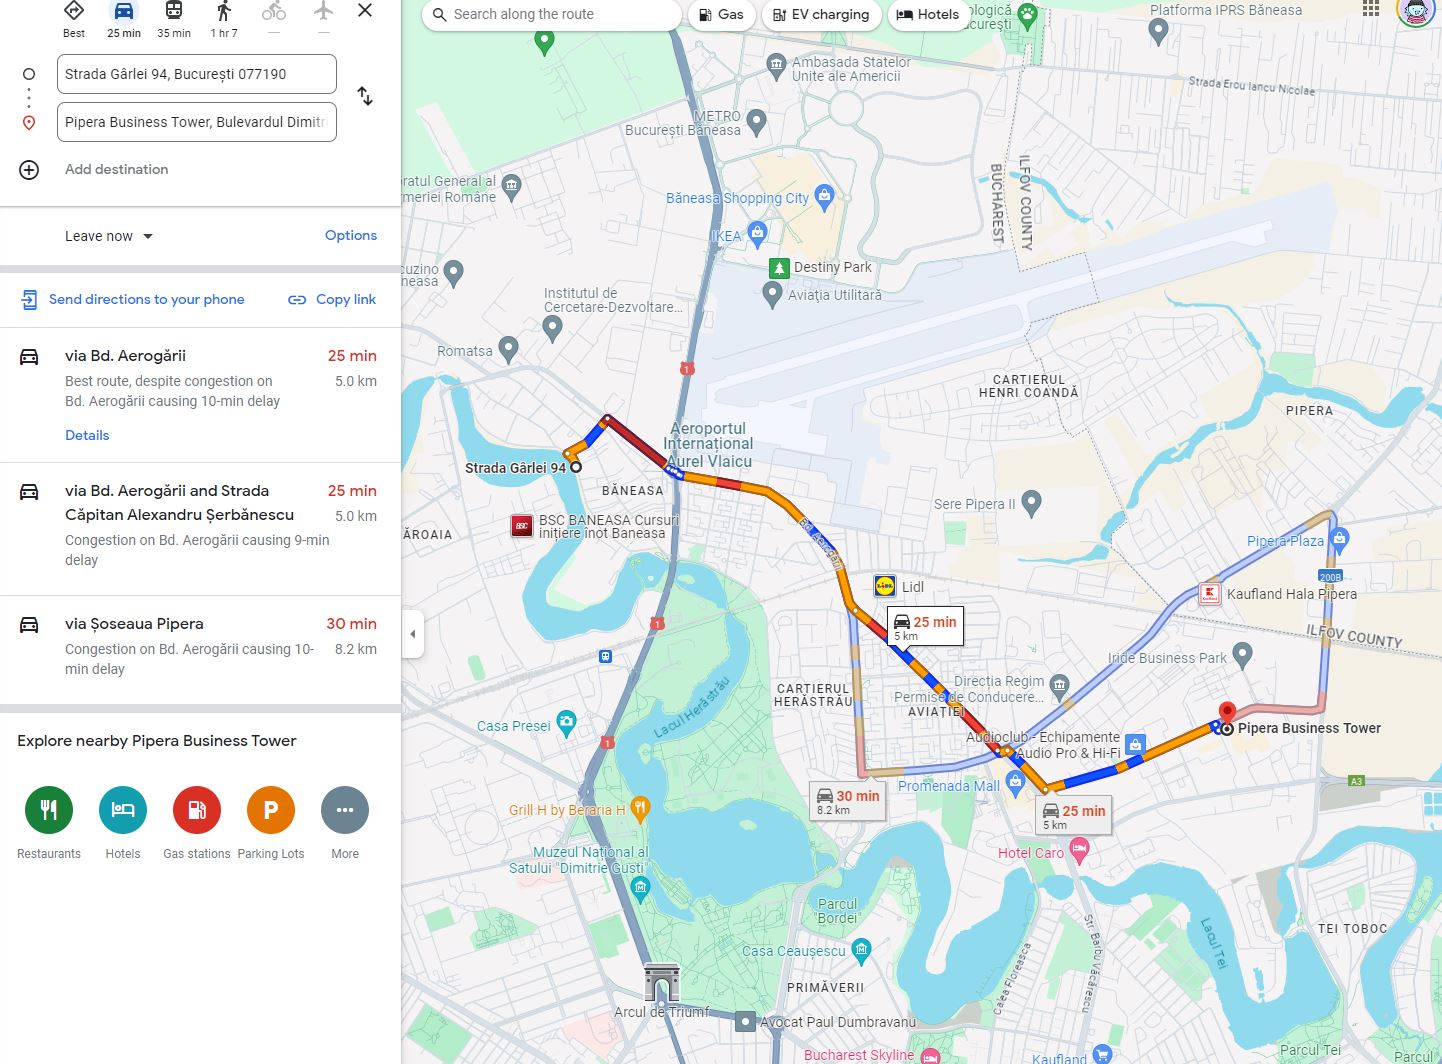 Best
25 min
35 min
1 hr 7
Strada Gârlei 94, București 077190
Pipera Business Tower, Bulevardul Dimitr
Add destination
Leave now
Options
Send directions to your phone
Copy link
via Bd. Aerogării
25 min
Best route, despite congestion on
5.0 km
Bd. Aerogării causing 10-min delay
Details
via Bd. Aerogării and Strada
25 min
Căpitan Alexandru Șerbănescu
5.0 km
Congestion on Bd. Aerogării causing 9-min
delay
via Șoseaua Pipera
30 min
Congestion on Bd. Aerogării causing 10-
8.2 km
min delay
Explore nearby Pipera Business Tower
P
Restaurants
Hotels
Gas stations
Parking Lots
More
Search along the route
Gas
EV charging
Hotels
Platforma IPRS Băneasa
Ambasada Statelor
Unite ale Americii
Strada Erou Iancu Nicolae
METRO
București Băneasa
BUCHAREST
ILFOV COUNTY
Băneasa Shopping City
IKEA
Destiny Park
Aviația Utilitară
Institutul de
Cercetare-Dezvoltare...
Romatsa
1
CARTIERUL
HENRI COANDĂ
PIPERA
Aeroportul
Internațional
Aurel Vlaicu
Strada Gârlei 94
BĂNEASA
Sere Pipera II
BSC BANEASA Cursuri
inițiere înot Baneasa
BSC
Bd. Aerogării
Pipera Plaza
200B
LIDL
Lidl
Kaufland Hala Pipera
25 min
5 km
1
ILFOV COUNTY
Iride Business Park
Direcția Regim
Permise de Conducere...
CARTIERUL
HERĂSTRĂU
AVIAȚIEI
Lacul Herăstrău
Casa Presei
1
Audioclub - Echipamente
Audio Pro & Hi-Fi
Pipera Business Tower
A3
Promenada Mall
30 min
8.2 km
25 min
5 km
Grill H by Beraria H
Muzeul Național al
Satului "Dimitrie Gusti"
Hotel Caro
Parcul
"Bordei"
Casa Ceaușescu
Str. Barbu Văcărescu
Calea Floreasca
Lacul Tei
TEI TOBOC
PRIMĂVERII
Arcul de Triumf
Avocat Paul Dumbravanu
Bucharest Skyline
Kaufland
Parcul Tei
Parcul